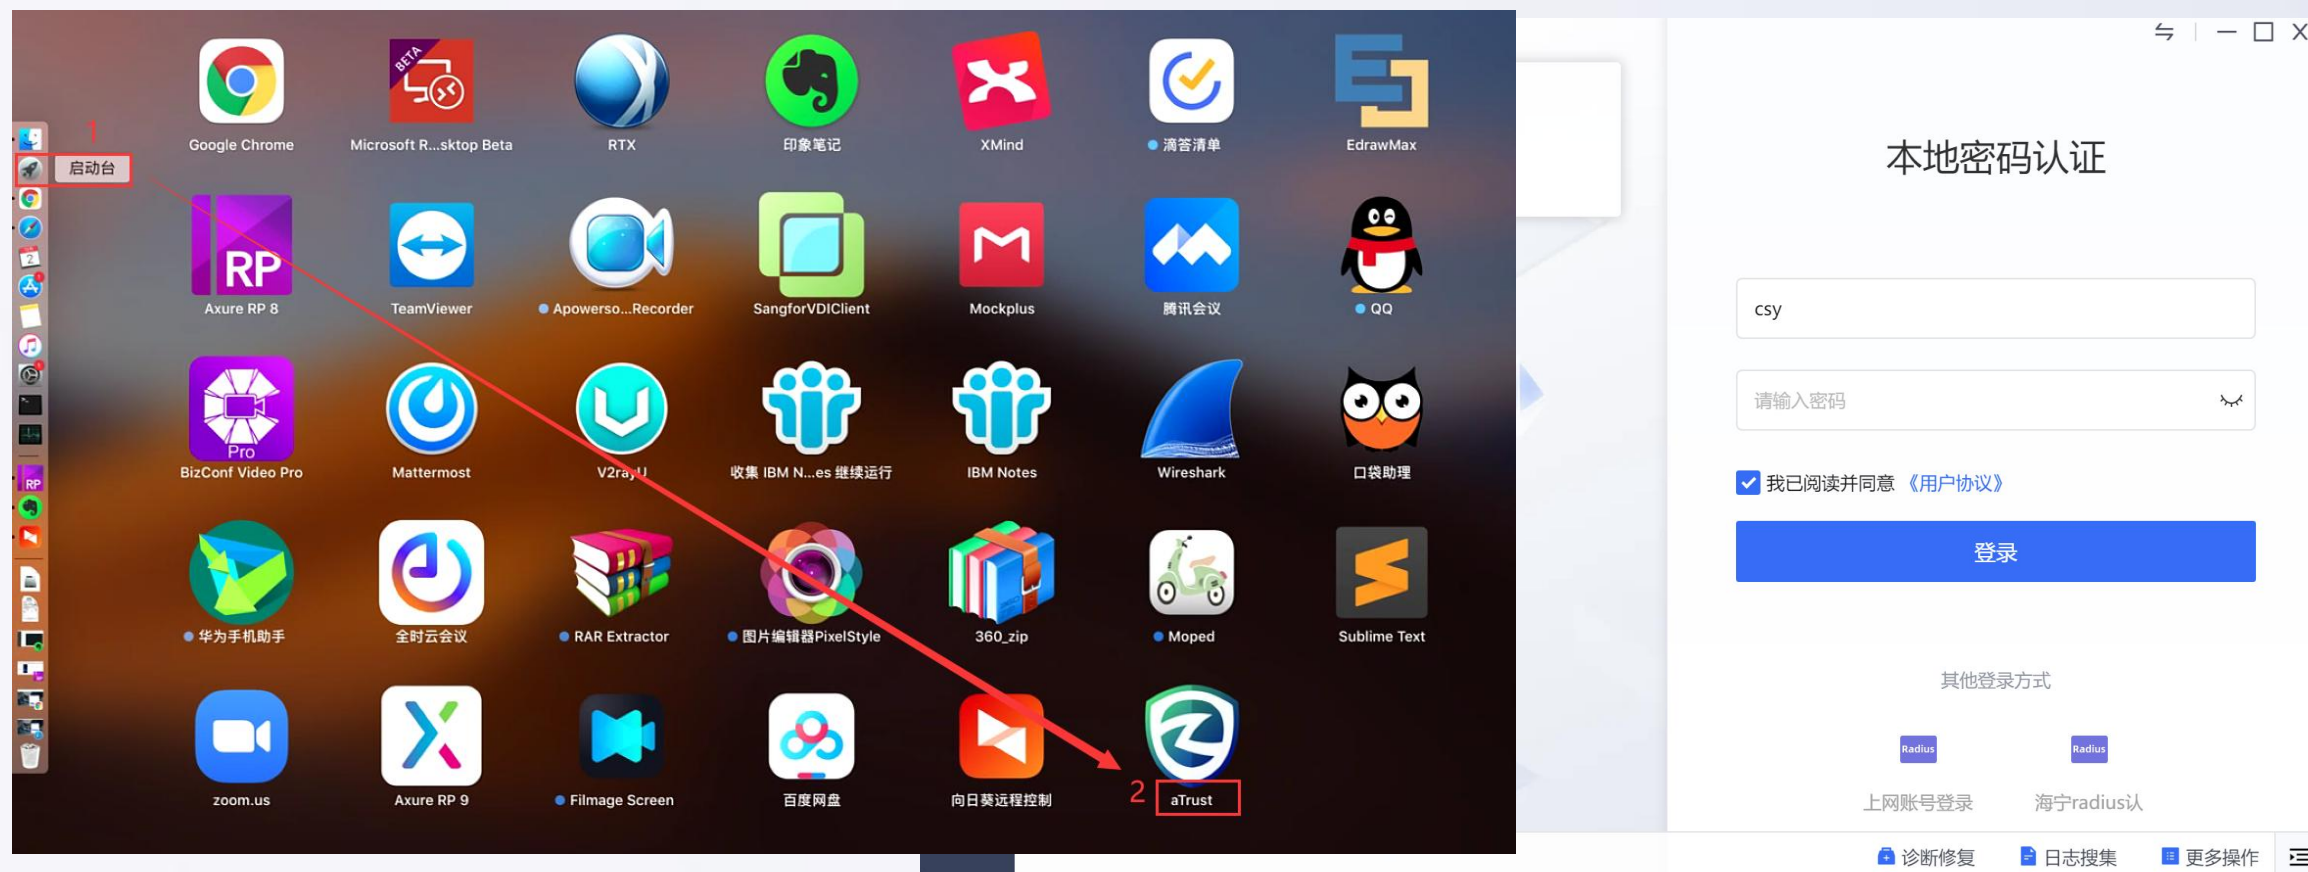 1
启动台
Google Chrome
BETA
Microsoft R...sktop Beta
RTX
印象笔记
XMind
滴答清单
EdrawMax
RP
Axure RP 8
TeamViewer
Apowerso...Recorder
SangforVDIClient
Mockplus
腾讯会议
QQ
Pro
BizConf Video Pro
Mattermost
V2rayU
收集 IBM N...es 继续运行
IBM Notes
Wireshark
口袋助理
华为手机助手
全时云会议
RAR Extractor
图片编辑器PixelStyle
360_zip
Moped
Sublime Text
zoom.us
Axure RP 9
Filmage Screen
百度网盘
向日葵远程控制
2
aTrust
2
RP
本地密码认证
csy
请输入密码
我已阅读并同意 《用户协议》
登录
其他登录方式
Radius
Radius
上网账号登录
海宁radius认
诊断修复
日志搜集
更多操作